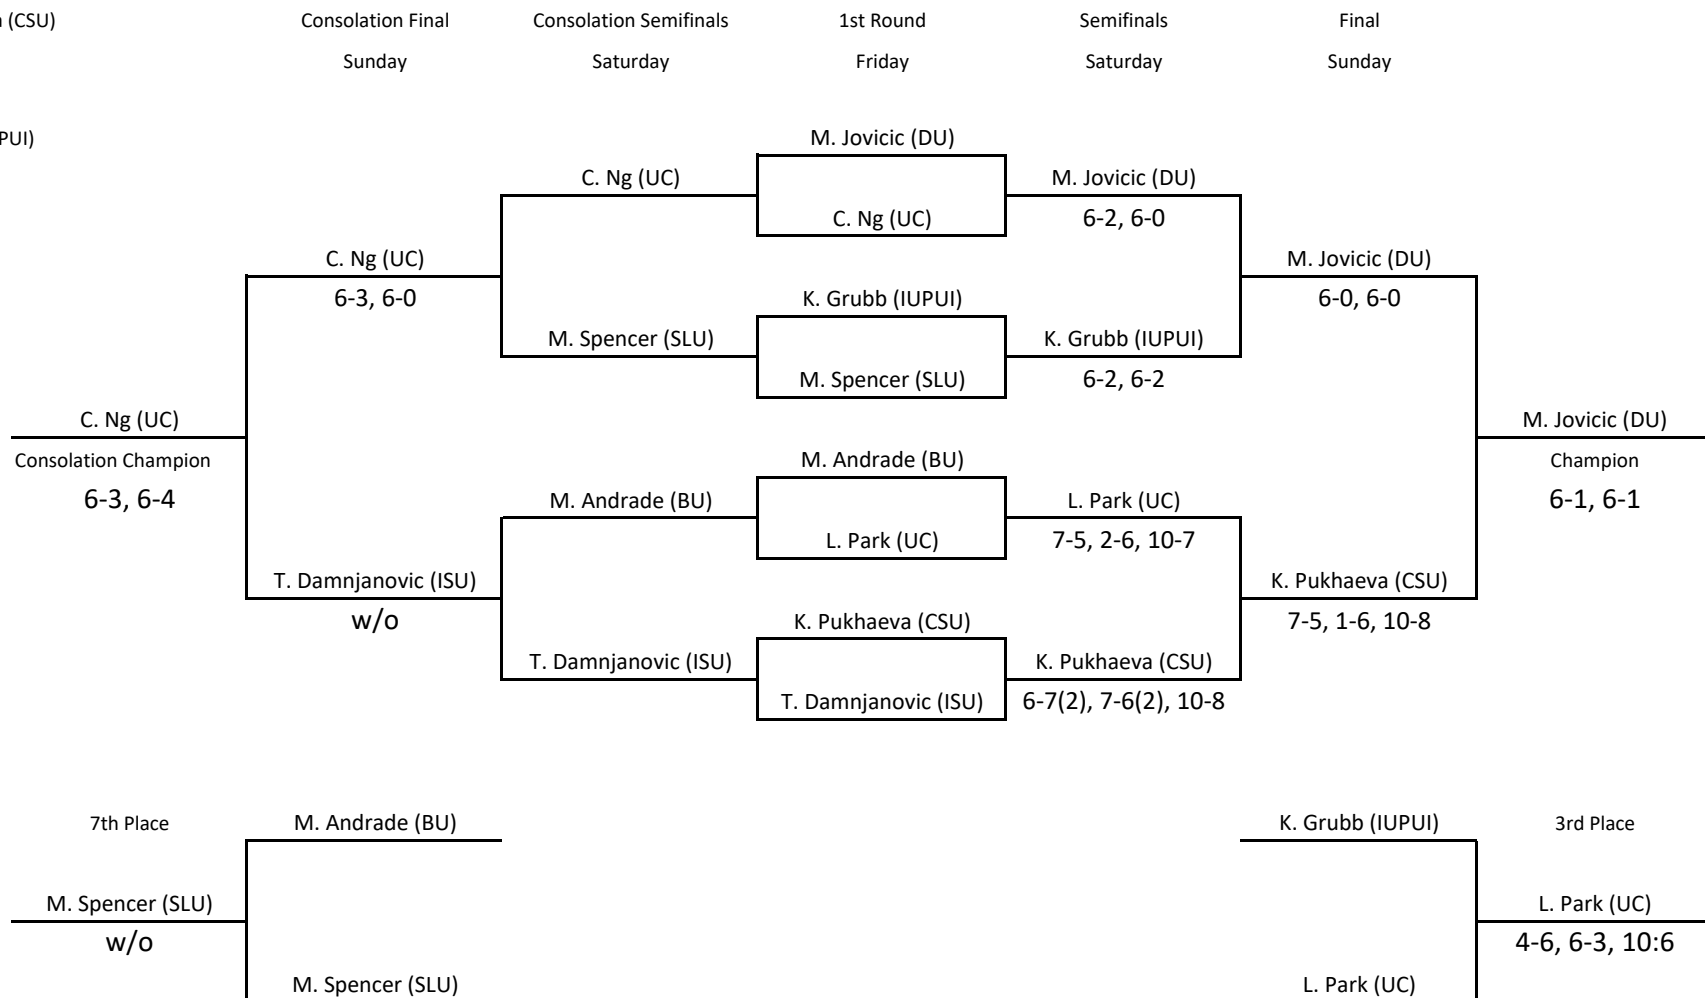 (CSU)
Consolation Final Consolation Semifinals 1st Round Semifinals Final
Sunday Saturday Friday Saturday Sunday
PUI)
M. Jovicic (DU)
C. Ng (UC) M. Jovicic (DU)
C. Ng (UC) 6-2, 6-0
C. Ng (UC) M. Jovicic (DU)
6-3, 6-0 K. Grubb (IUPUI) 6-0, 6-0
M. Spencer (SLU) K. Grubb (IUPUI)
M. Spencer (SLU) 6-2, 6-2
C. Ng (UC) M. Jovicic (DU)
Consolation Champion M. Andrade (BU) Champion
6-3, 6-4 M. Andrade (BU) L. Park (UC) 6-1, 6-1
L. Park (UC) 7-5, 2-6, 10-7
T. Damnjanovic (ISU) K. Pukhaeva (CSU)
w/o K. Pukhaeva (CSU) 7-5, 1-6, 10-8
T. Damnjanovic (ISU) K. Pukhaeva (CSU)
T. Damnjanovic (ISU) 6-7(2), 7-6(2), 10-8
7th Place M. Andrade (BU) K. Grubb (IUPUI) 3rd Place
M. Spencer (SLU) L. Park (UC)
w/o 4-6, 6-3, 10:6
M. Spencer (SLU) L. Park (UC)